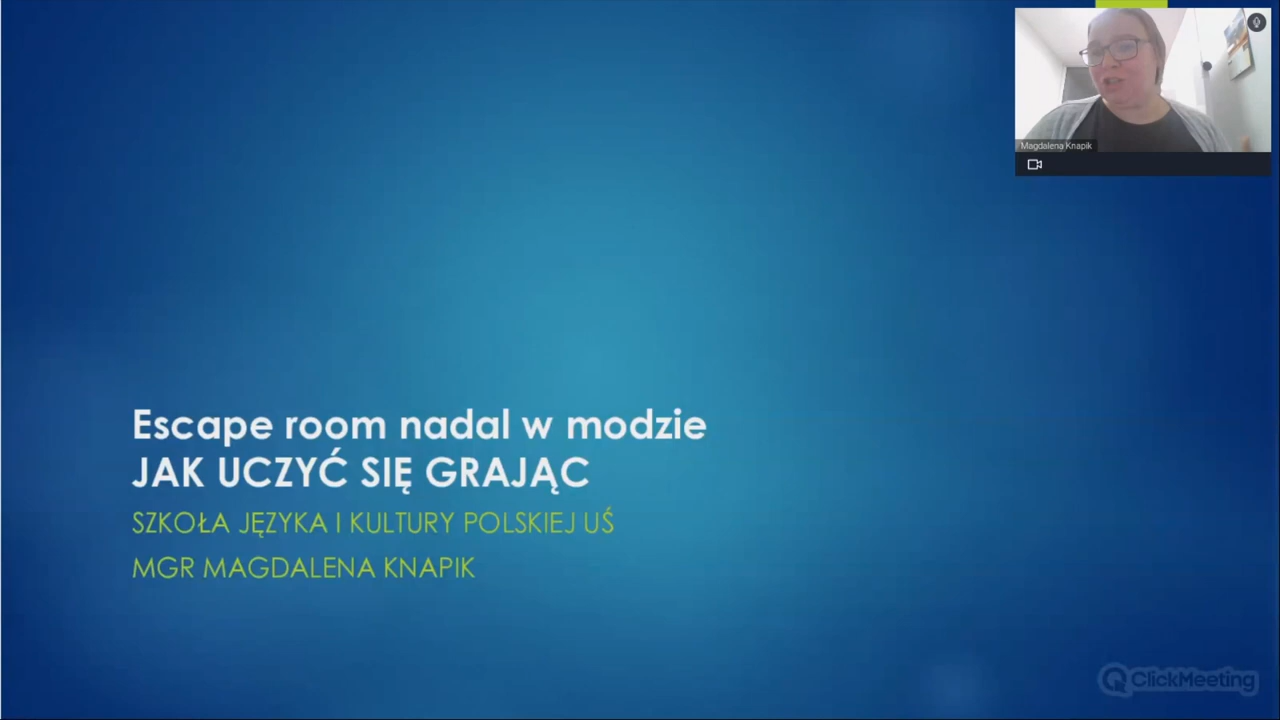 Magdalena Knapik
Escape room nadal w modzie
JAK UCZYĆ SIĘ GRAJĄC
SZKOŁA JĘZYKA I KULTURY POLSKIEJ UŚ
MGR MAGDALENA KNAPIK
ClickMeeting